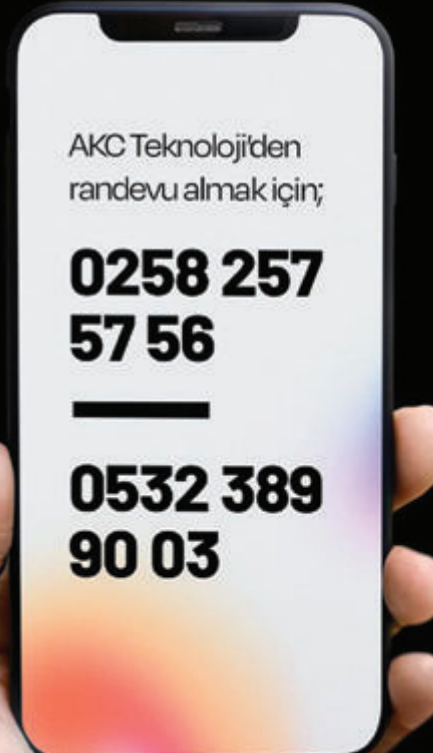 AKC Teknoloji'den
randevu almak için;
0258 257
57 56
0532 389
90 03